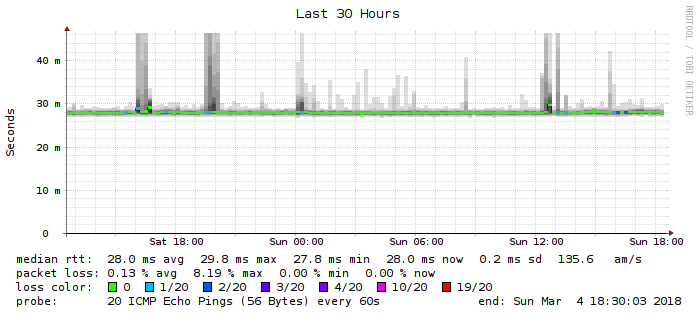 Last 30 Hours
RRDTOOL / TOBI OETIKER
Seconds
40 m
30 m
20 m
10 m
0
Sat 18:00 Sun 00:00 Sun 06:00 Sun 12:00 Sun 18:00
median rtt: 28.0 ms avg 29.8 ms max 27.8 ms min 28.0 ms now 0.2 ms sd 135.6 am/s
packet loss: 0.13 % avg 8.19 % max 0.00 % min 0.00 % now
loss color: 0 1/20 2/20 3/20 4/20 10/20 19/20
probe: 20 ICMP Echo Pings (56 Bytes) every 60s end: Sun Mar 4 18:30:03 2018